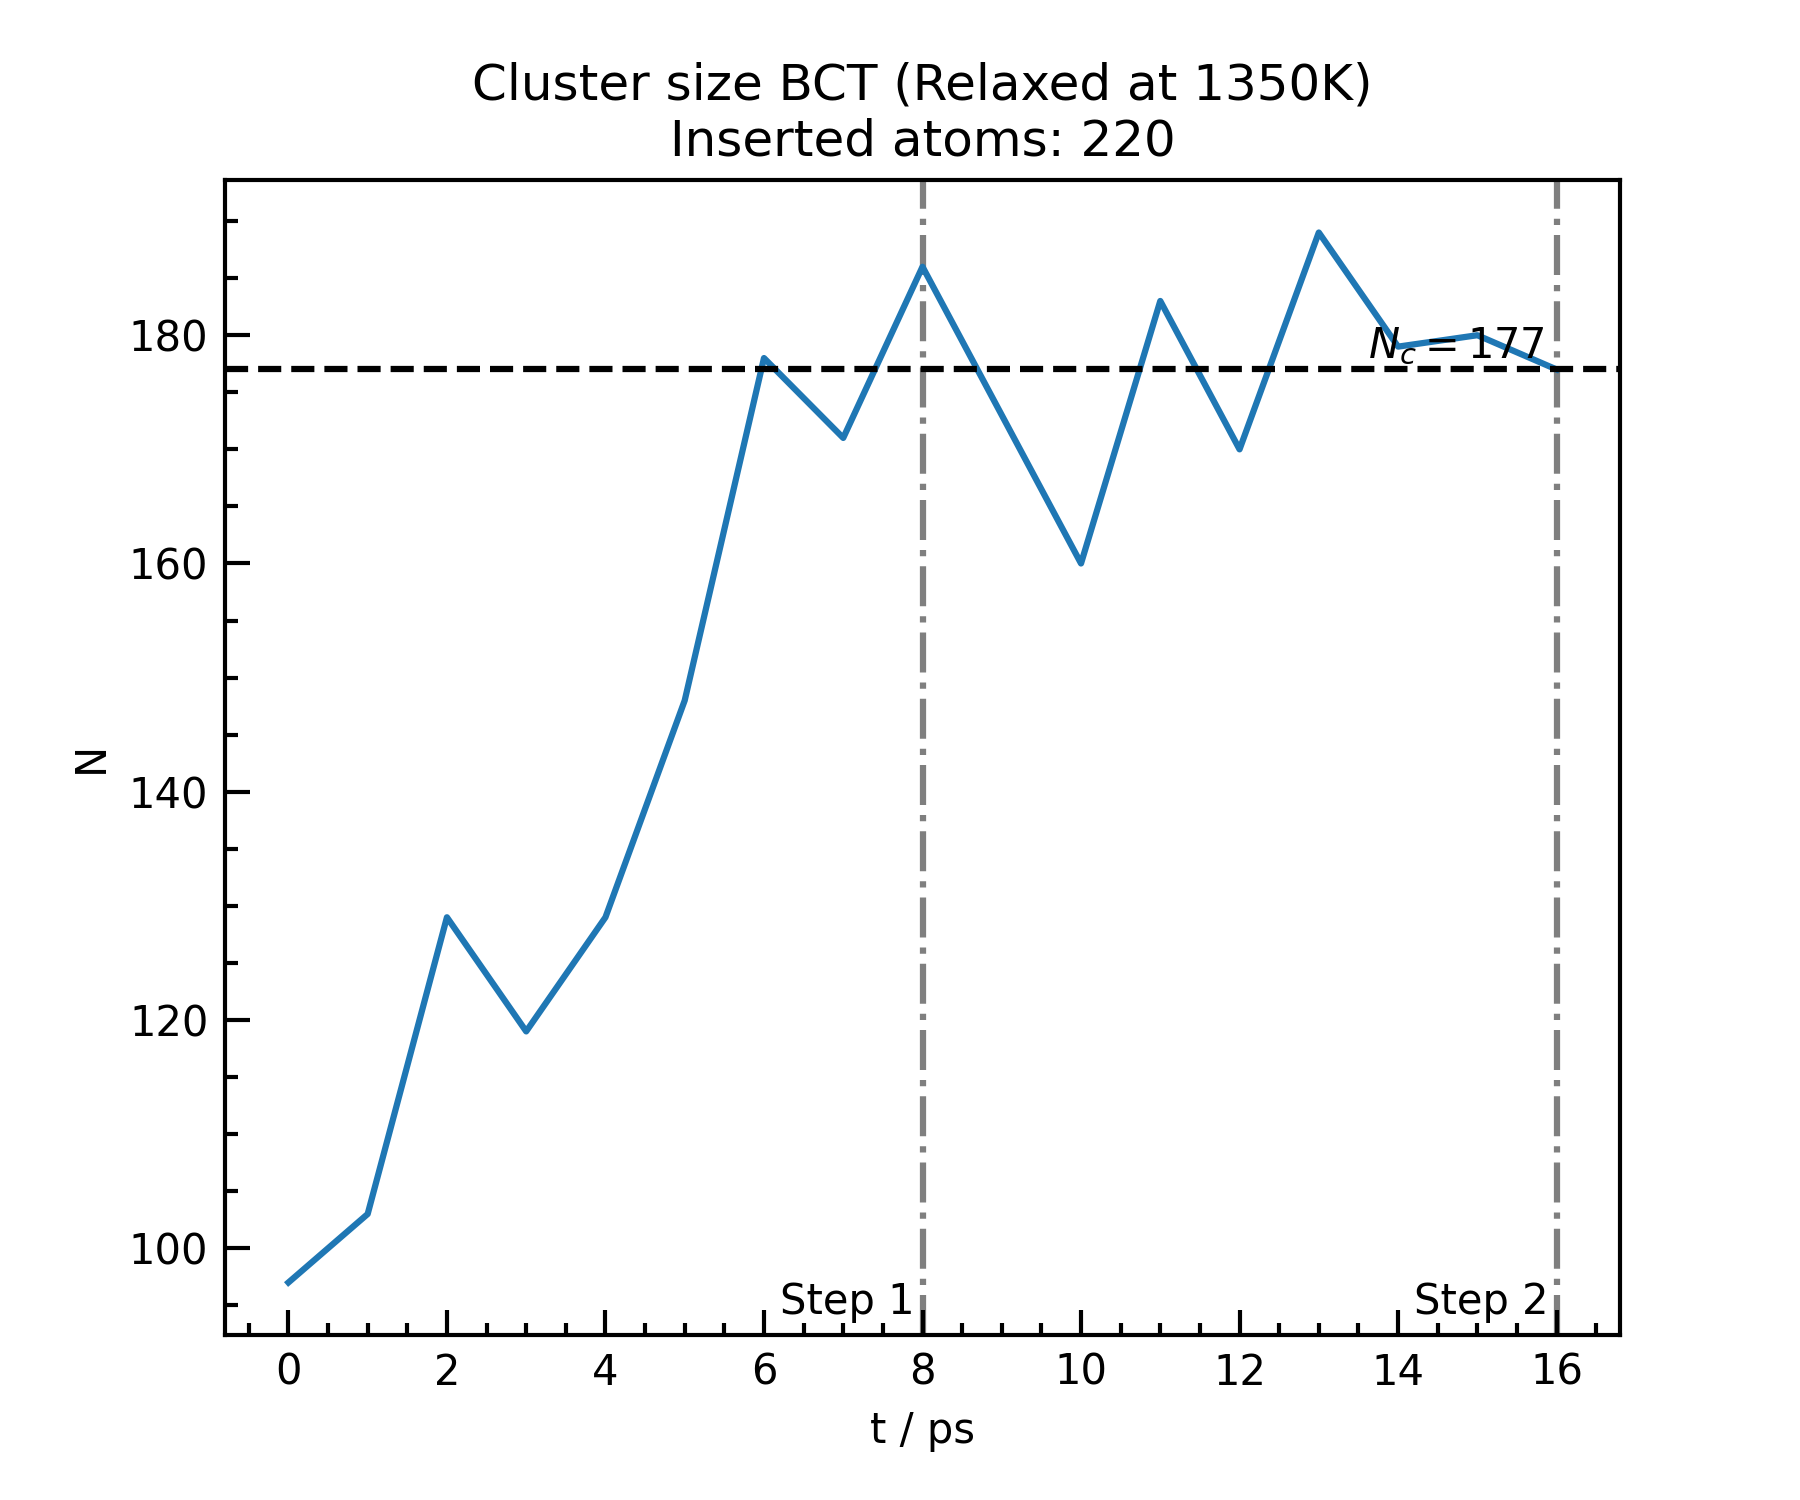 Cluster size BCT (Relaxed at 1350K)
Inserted atoms: 220
N
180
160
140
120
100
N_c = 177
Step 1
Step 2
0 2 4 6 8 10 12 14 16
t / ps